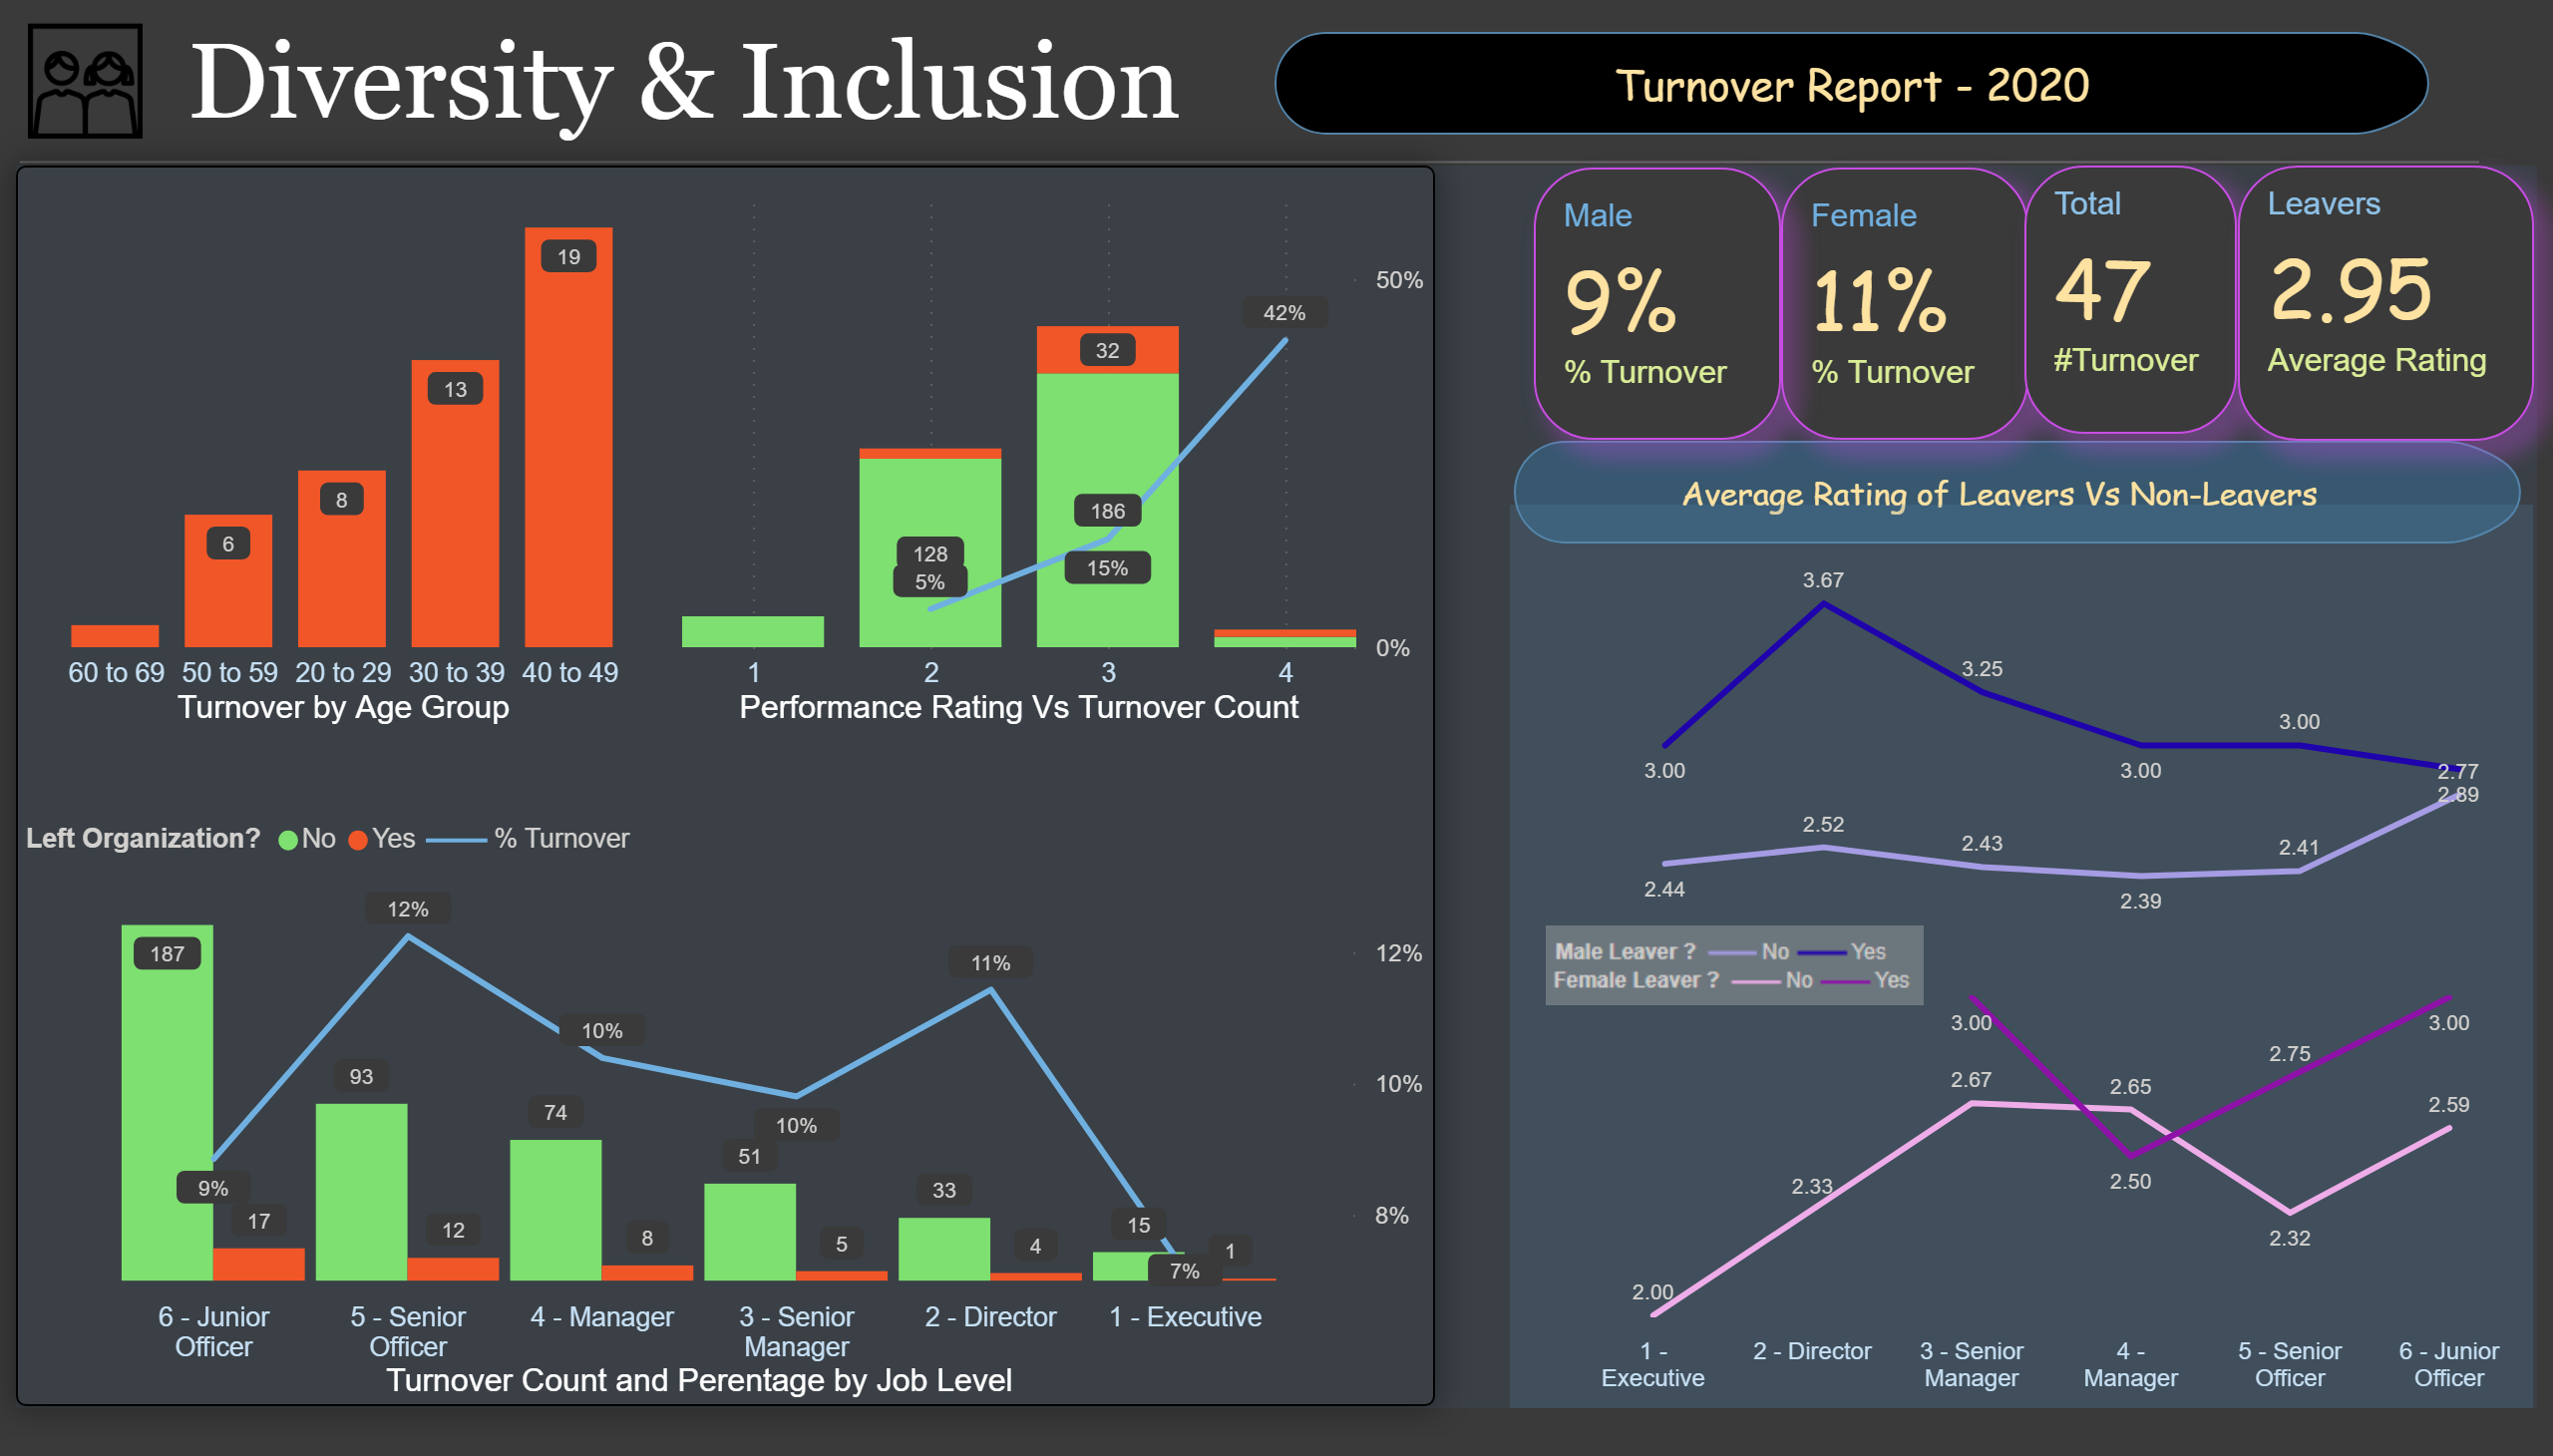 Diversity & Inclusion
Turnover Report - 2020
Male
9%
% Turnover
Female
11%
% Turnover
Total
47
#Turnover
Leavers
2.95
Average Rating
19
13
8
6
60 to 69 50 to 59 20 to 29 30 to 39 40 to 49
Turnover by Age Group
50%
42%
32
186
128
5%
15%
0%
1 2 3 4
Performance Rating Vs Turnover Count
Left Organization? No Yes % Turnover
12%
187
11%
12%
10%
93
10%
74
10%
51
33
9%
17
12
8
5
4
15
1
8%
7%
6 - Junior Officer
5 - Senior Officer
4 - Manager
3 - Senior Manager
2 - Director
1 - Executive
Turnover Count and Perentage by Job Level
Average Rating of Leavers Vs Non-Leavers
3.67
3.25
3.00
3.00
3.00
2.77
2.89
2.52
2.43
2.41
2.44
2.39
Male Leaver ? No Yes
Female Leaver ? No Yes
3.00
3.00
2.75
2.67
2.65
2.59
2.50
2.33
2.32
2.00
1 - Executive
2 - Director
3 - Senior Manager
4 - Manager
5 - Senior Officer
6 - Junior Officer